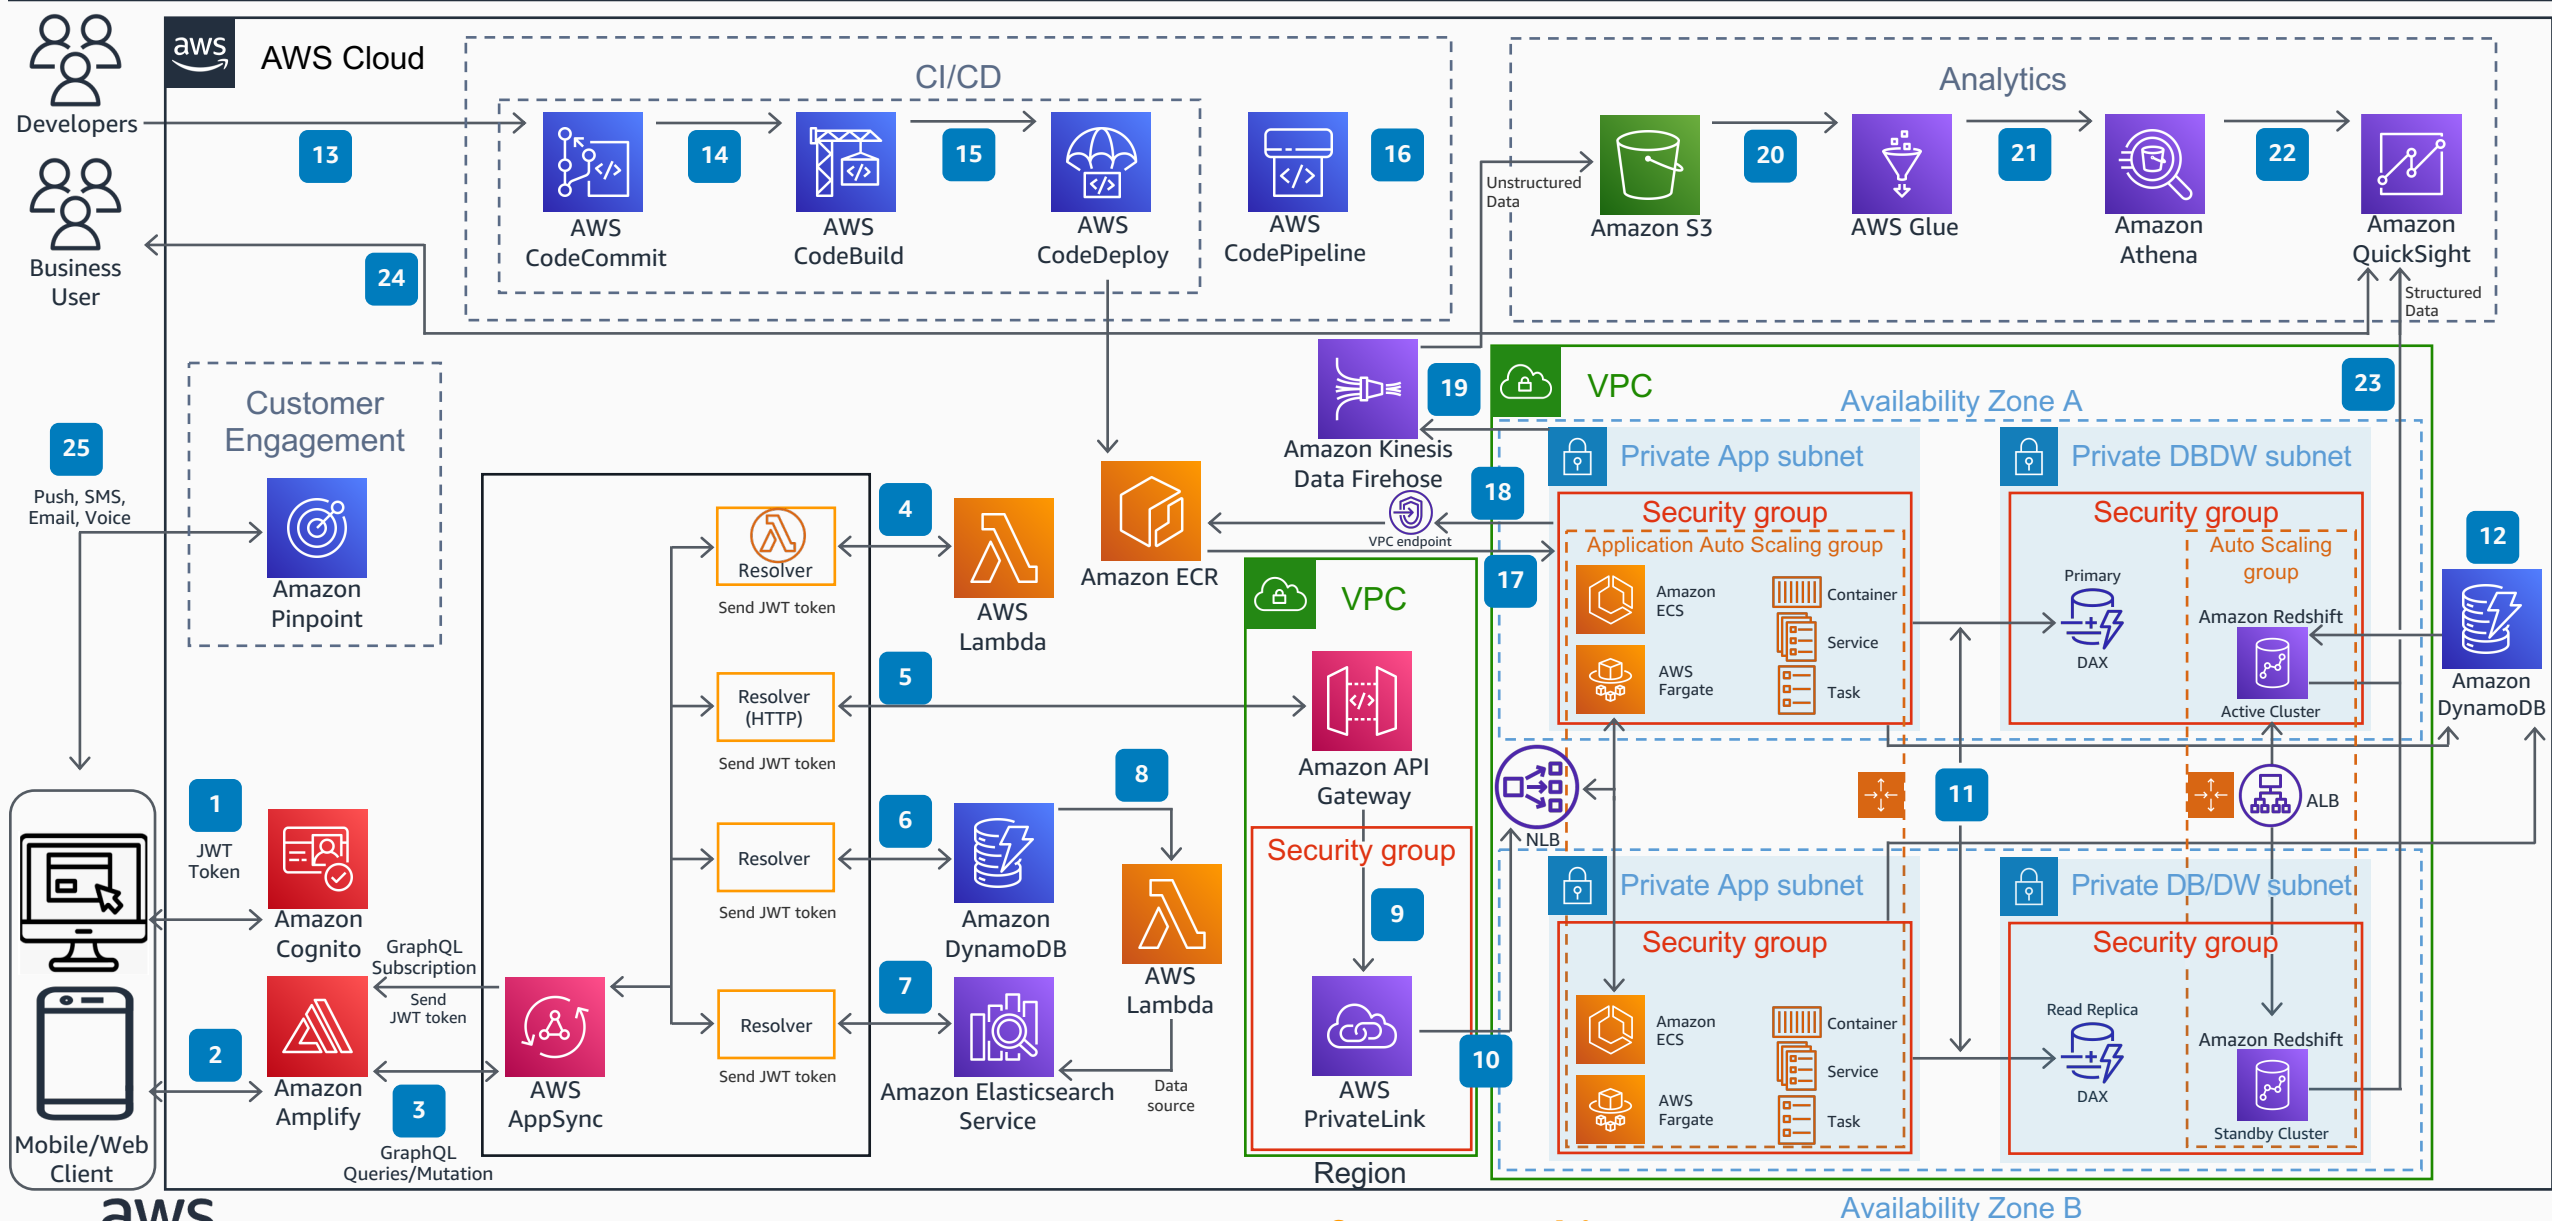 Developers
Business
User
aws
AWS Cloud
CI/CD
13
AWS
CodeCommit
14
AWS
CodeBuild
15
AWS
CodeDeploy
AWS
CodePipeline
16
Analytics
Unstructured
Data
Amazon S3
20
AWS Glue
21
Amazon
Athena
22
Amazon
QuickSight
Structured
Data
24
Customer
Engagement
Amazon
Pinpoint
25
Push, SMS,
Email, Voice
Mobile/Web
Client
1
JWT
Token
Amazon
Cognito
2
Amazon
Amplify
GraphQL
Subscription
Send
JWT token
3
GraphQL
Queries/Mutation
AWS
AppSync
Resolver
Send JWT token
Resolver
(HTTP)
Send JWT token
Resolver
Send JWT token
Resolver
Send JWT token
4
AWS
Lambda
5
6
Amazon
DynamoDB
7
Amazon Elasticsearch
Service
8
AWS
Lambda
Data
source
Amazon ECR
Amazon Kinesis
Data Firehose
19
VPC endpoint
18
17
VPC
Amazon API
Gateway
Security group
9
AWS
PrivateLink
10
Region
VPC
23
Availability Zone A
Private App subnet
Security group
Application Auto Scaling group
Amazon
ECS
AWS
Fargate
Container
Service
Task
Private DBDW subnet
Security group
Auto Scaling
group
Primary
DAX
Amazon Redshift
Active Cluster
12
Amazon
DynamoDB
NLB
11
ALB
Private App subnet
Security group
Amazon
ECS
AWS
Fargate
Container
Service
Task
Private DB/DW subnet
Security group
Read Replica
DAX
Amazon Redshift
Standby Cluster
Availability Zone B
aws